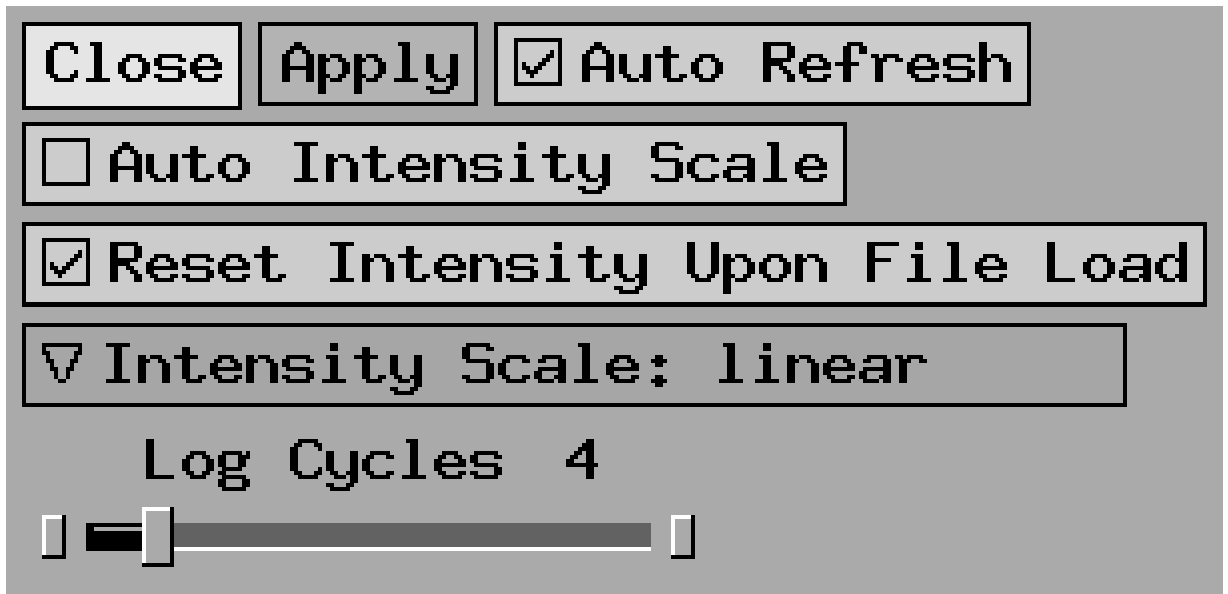 Close Apply Auto Refresh
Auto Intensity Scale
Reset Intensity Upon File Load
Intensity Scale: linear
Log Cycles 4